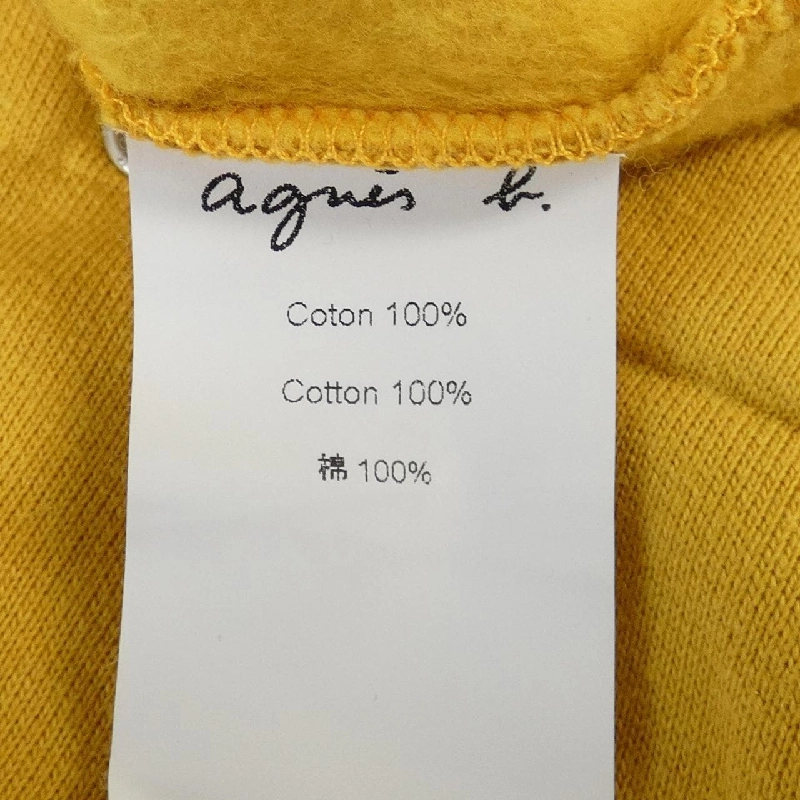 agnès b.
Coton 100%
Cotton 100%
棉 100%